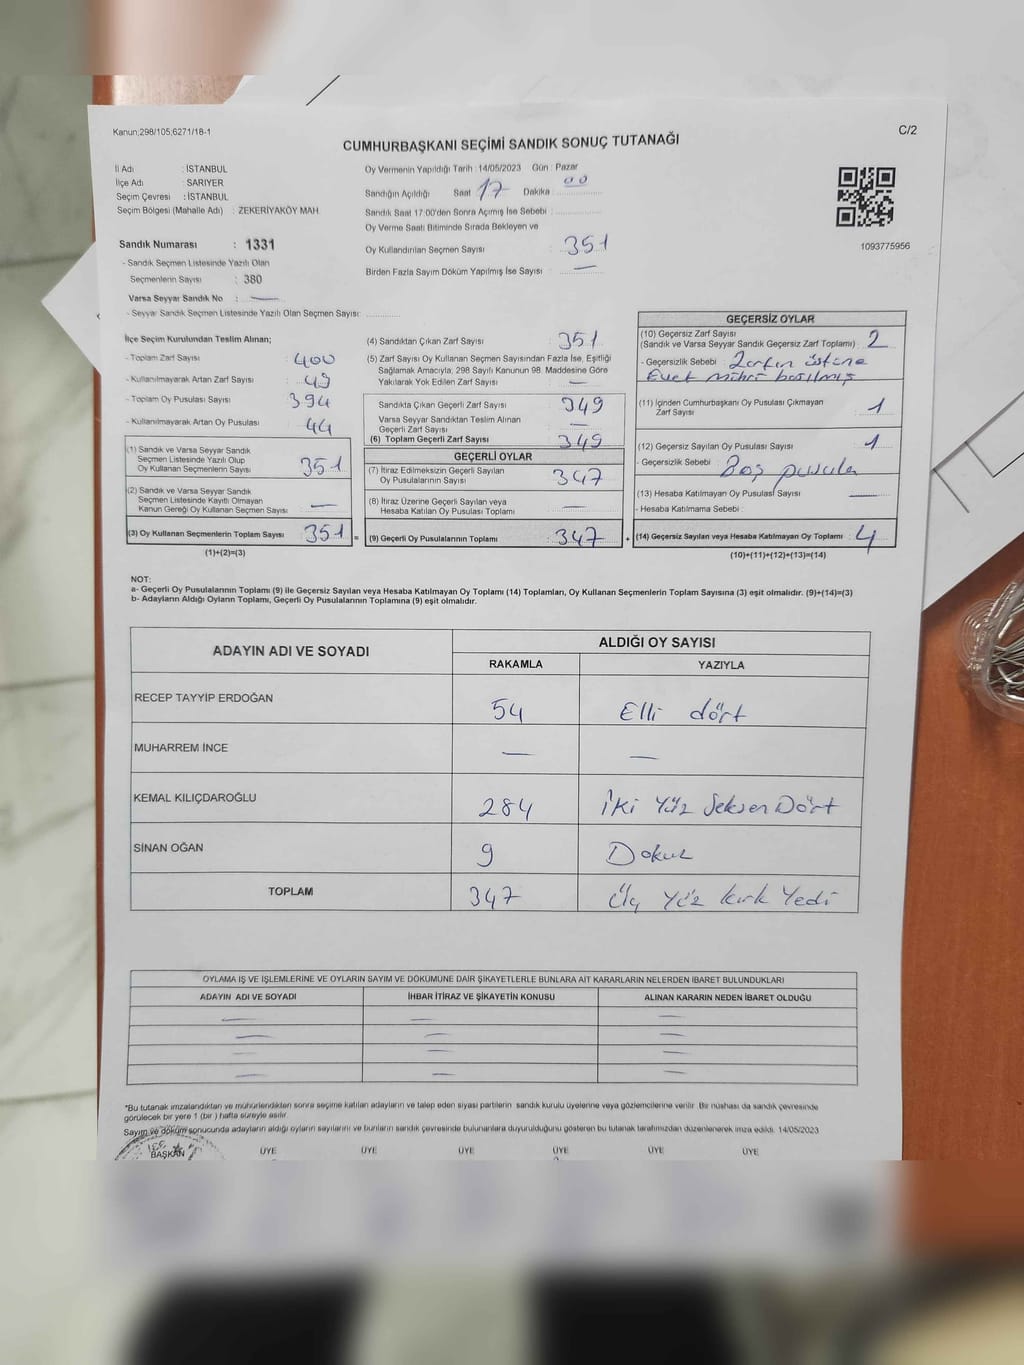 Kanun;298/105,6271/18-1
C/2
CUMHURBAŞKANI SEÇİMİ SANDIK SONUÇ TUTANAĞI
İl Adı : İSTANBUL
İlçe Adı : SARIYER
Seçim Çevresi : İSTANBUL
Seçim Bölgesi (Mahalle Adı) : ZEKERİYAKÖY MAH
Sandık Numarası : 1331
- Sandık Seçmen Listesinde Yazılı Olan
Seçmenlerin Sayısı : 380
Varsa Seyyar Sandık No : —
- Seyyar Sandık Seçmen Listesinde Yazılı Olan Seçmen Sayısı:
Oy Vermenin Yapıldığı Tarih : 14/05/2023 Gün : Pazar
Sandığın Açıldığı Saat 17 Dakika : 00
Sandık Saat 17:00'den Sonra Açımış İse Sebebi :
Oy Verme Saati Bitiminde Sırada Bekleyen ve
Oy Kullandırılan Seçmen Sayısı : 351
Birden Fazla Sayım Döküm Yapılmış İse Sayısı : —
1093775956
İlçe Seçim Kurulundan Teslim Alınan;
- Toplam Zarf Sayısı : 400
- Kullanılmayarak Artan Zarf Sayısı : 49
- Toplam Oy Pusulası Sayısı : 394
- Kullanılmayarak Artan Oy Pusulası : 44
(1) Sandık ve Varsa Seyyar Sandık
Seçmen Listesinde Yazılı Olup
Oy Kullanan Seçmenlerin Sayısı : 351
(2) Sandık ve Varsa Seyyar Sandık
Seçmen Listesinde Kayıtlı Olmayan
Kanun Gereği Oy Kullanan Seçmen Sayısı : —
(3) Oy Kullanan Seçmenlerin Toplam Sayısı : 351 =
(1)+(2)=(3)
(4) Sandıktan Çıkan Zarf Sayısı : 351
(5) Zarf Sayısı Oy Kullanan Seçmen Sayısından Fazla İse, Eşitliği
Sağlamak Amacıyla, 298 Sayılı Kanunun 98. Maddesine Göre
Yakılarak Yok Edilen Zarf Sayısı : —
Sandıkta Çıkan Geçerli Zarf Sayısı : 349
Varsa Seyyar Sandıktan Teslim Alınan
Geçerli Zarf Sayısı : —
(6) Toplam Geçerli Zarf Sayısı : 349
GEÇERLİ OYLAR
(7) İtiraz Edilmeksizin Geçerli Sayılan
Oy Pusulalarının Sayısı : 347
(8) İtiraz Üzerine Geçerli Sayılan veya
Hesaba Katılan Oy Pusulası Toplamı : —
(9) Geçerli Oy Pusulalarının Toplamı : 347 +
GEÇERSİZ OYLAR
(10) Geçersiz Zarf Sayısı
(Sandık ve Varsa Seyyar Sandık Geçersiz Zarf Toplamı) : 2
- Geçersizlik Sebebi : Zarfın üstüne
Evet mührü basılmış
(11) İçinden Cumhurbaşkanı Oy Pusulası Çıkmayan
Zarf Sayısı : 1
(12) Geçersiz Sayılan Oy Pusulası Sayısı : 1
- Geçersizlik Sebebi : Boş pusula
(13) Hesaba Katılmayan Oy Pusulası Sayısı : —
- Hesaba Katılmama Sebebi :
(14) Geçersiz Sayılan veya Hesaba Katılmayan Oy Toplamı : 4
(10)+(11)+(12)+(13)=(14)
NOT:
a- Geçerli Oy Pusulalarının Toplamı (9) ile Geçersiz Sayılan veya Hesaba Katılmayan Oy Toplamı (14) Toplamları, Oy Kullanan Seçmenlerin Toplam Sayısına (3) eşit olmalıdır. (9)+(14)=(3)
b- Adayların Aldığı Oyların Toplamı, Geçerli Oy Pusulalarının Toplamına (9) eşit olmalıdır.
ADAYIN ADI VE SOYADI
ALDIĞI OY SAYISI
RAKAMLA YAZIYLA
RECEP TAYYİP ERDOĞAN 54 Elli dört
MUHARREM İNCE — —
KEMAL KILIÇDAROĞLU 284 İki Yüz Seksen Dört
SİNAN OĞAN 9 Dokuz
TOPLAM 347 Üç Yüz kırk Yedi
OYLAMA İŞ VE İŞLEMLERİNE VE OYLARIN SAYIM VE DÖKÜMÜNE DAİR ŞİKAYETLERLE BUNLARA AİT KARARLARIN NELERDEN İBARET BULUNDUKLARI
ADAYIN ADI VE SOYADI İHBAR İTİRAZ VE ŞİKAYETİN KONUSU ALINAN KARARIN NEDEN İBARET OLDUĞU
— — —
— — —
— — —
— — —
*Bu tutanak imzalandıktan ve mühürlendikten sonra seçime katılan adayların ve talep eden siyasi partilerin sandık kurulu üyelerine veya gözlemcilerine verilir. Bir nüshası da sandık çevresinde
görülecek bir yere 1 (bir ) hafta süreyle asılır.
Sayım ve döküm sonucunda adayların aldığı oyların sayılarını ve bunların sandık çevresinde bulunanlara duyurulduğunu gösteren bu tutanak tarafımızdan düzenlenerek imza edildi. 14/05/2023
BAŞKAN ÜYE ÜYE ÜYE ÜYE ÜYE ÜYE